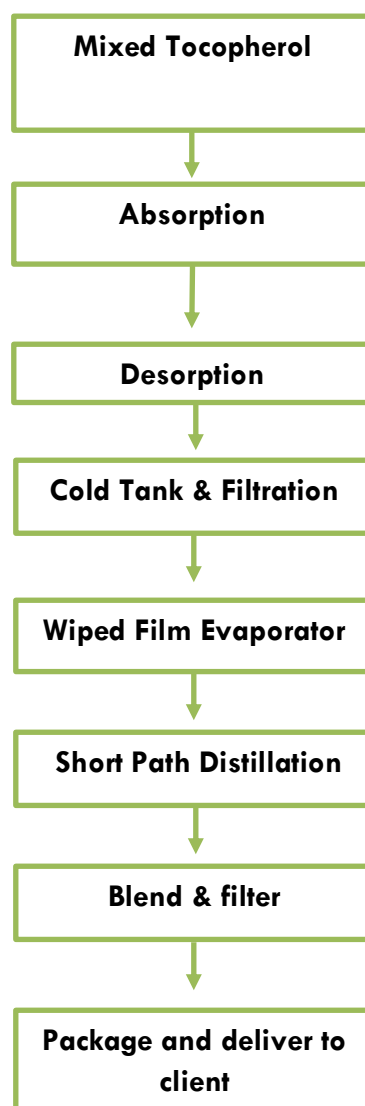 Mixed Tocopherol
Absorption
Desorption
Cold Tank & Filtration
Wiped Film Evaporator
Short Path Distillation
Blend & filter
Package and deliver to
client